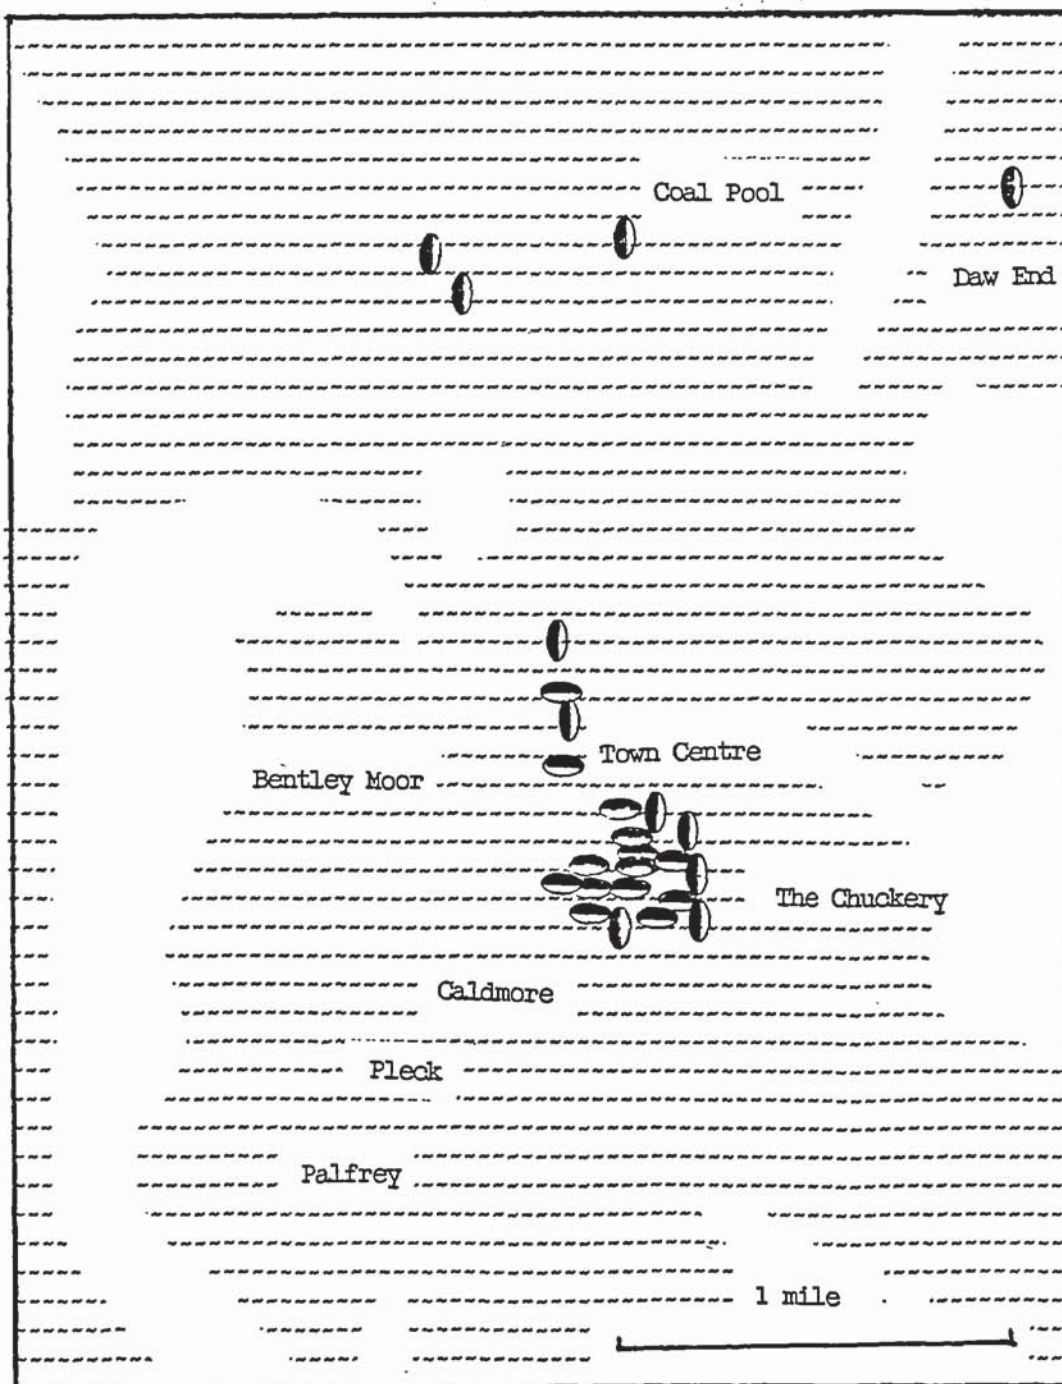 Coal Pool
Daw End
Town Centre
Bentley Moor
The Chuckery
Caldmore
Pleck
Palfrey
1 mile